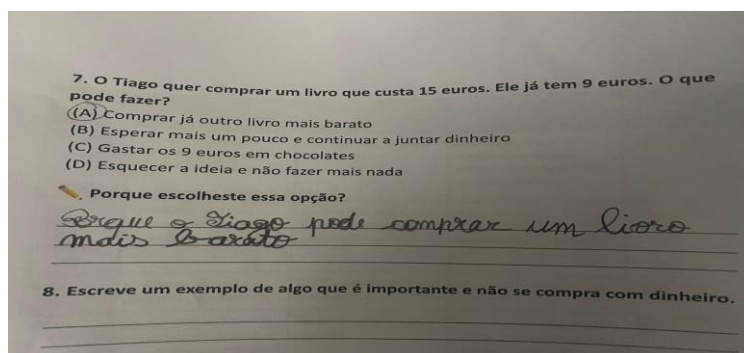 7. O Tiago quer comprar um livro que custa 15 euros. Ele já tem 9 euros. O que
pode fazer?
(A) Comprar já outro livro mais barato
(B) Esperar mais um pouco e continuar a juntar dinheiro
(C) Gastar os 9 euros em chocolates
(D) Esquecer a ideia e não fazer mais nada
Porque escolheste essa opção?
Porque o Tiago pode comprar um livro
mais barato
8. Escreve um exemplo de algo que é importante e não se compra com dinheiro.